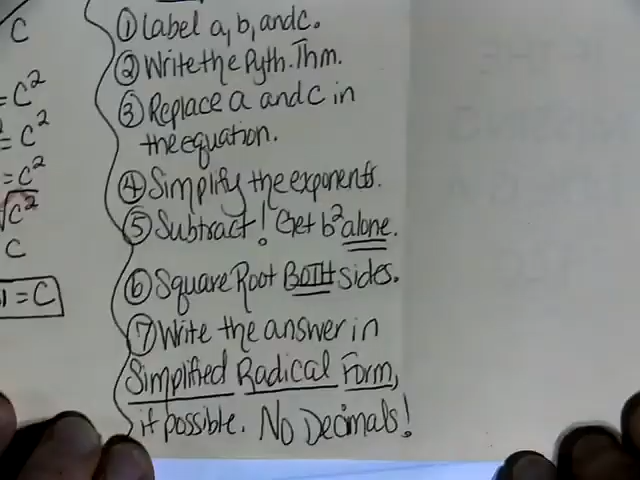 C
= C²
= C²
= C²
√C²
C
1 = C
① Label a, b, and c.
② Write the Pyth. Thm.
③ Replace a and c in
the equation.
④ Simplify the exponents.
⑤ Subtract! Get b² alone.
⑥ Square Root BOTH sides.
⑦ Write the answer in
Simplified Radical Form,
if possible. No Decimals!